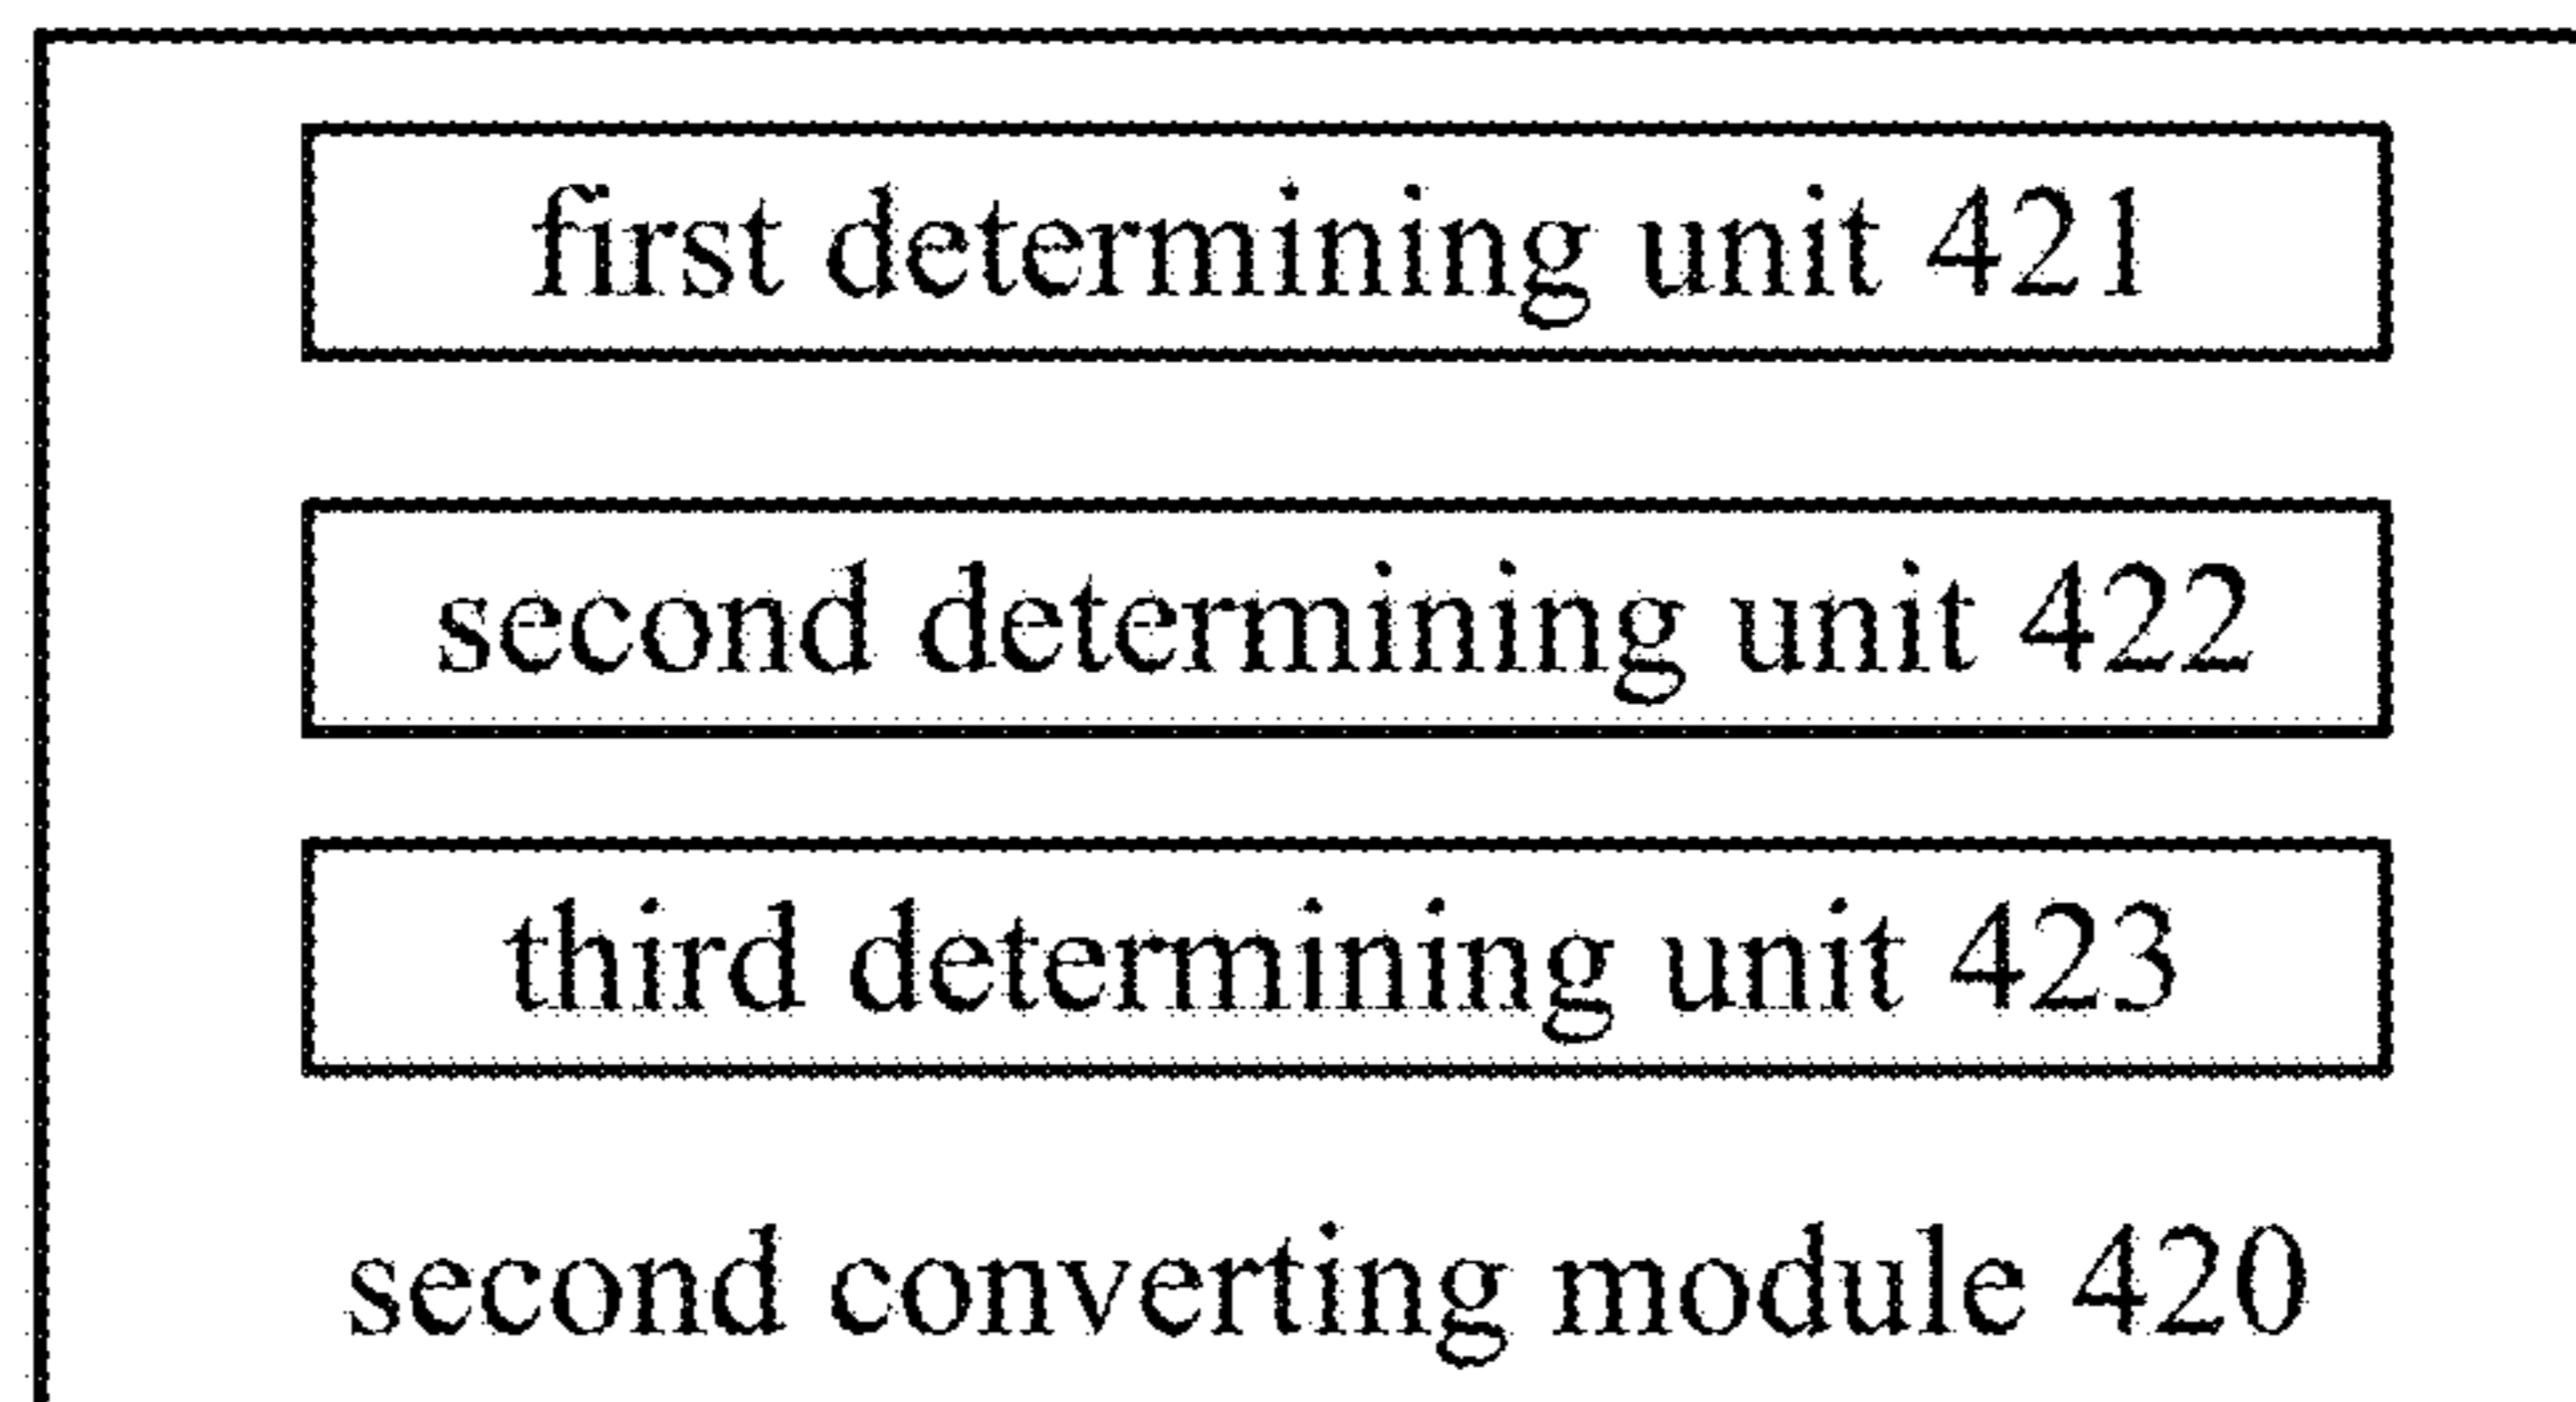 first determining unit 421
second determining unit 422
third determining unit 423
second converting module 420